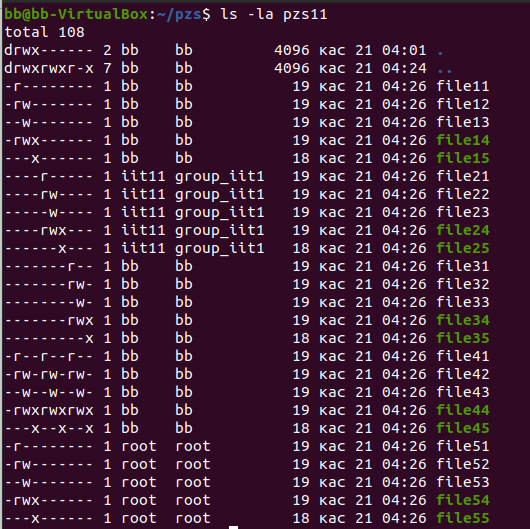 bb@bb-VirtualBox:~/pzs$ ls -la pzs11
total 108
drwx------ 2 bb    bb          4096 кас 21 04:01 .
drwxrwxr-x 7 bb    bb          4096 кас 21 04:24 ..
-r-------- 1 bb    bb            19 кас 21 04:26 file11
-rw------- 1 bb    bb            19 кас 21 04:26 file12
--w------- 1 bb    bb            19 кас 21 04:26 file13
-rwx------ 1 bb    bb            19 кас 21 04:26 file14
---x------ 1 bb    bb            18 кас 21 04:26 file15
----r----- 1 iit11 group_iit1    19 кас 21 04:26 file21
----rw---- 1 iit11 group_iit1    19 кас 21 04:26 file22
-----w---- 1 iit11 group_iit1    19 кас 21 04:26 file23
----rwx--- 1 iit11 group_iit1    19 кас 21 04:26 file24
------x--- 1 iit11 group_iit1    18 кас 21 04:26 file25
-------r-- 1 bb    bb            19 кас 21 04:26 file31
-------rw- 1 bb    bb            19 кас 21 04:26 file32
--------w- 1 bb    bb            19 кас 21 04:26 file33
-------rwx 1 bb    bb            19 кас 21 04:26 file34
---------x 1 bb    bb            18 кас 21 04:26 file35
-r--r--r-- 1 bb    bb            19 кас 21 04:26 file41
-rw-rw-rw- 1 bb    bb            19 кас 21 04:26 file42
--w--w--w- 1 bb    bb            19 кас 21 04:26 file43
-rwxrwxrwx 1 bb    bb            19 кас 21 04:26 file44
---x--x--x 1 bb    bb            18 кас 21 04:26 file45
-r-------- 1 root  root          19 кас 21 04:26 file51
-rw------- 1 root  root          19 кас 21 04:26 file52
--w------- 1 root  root          19 кас 21 04:26 file53
-rwx------ 1 root  root          19 кас 21 04:26 file54
---x------ 1 root  root          18 кас 21 04:26 file55